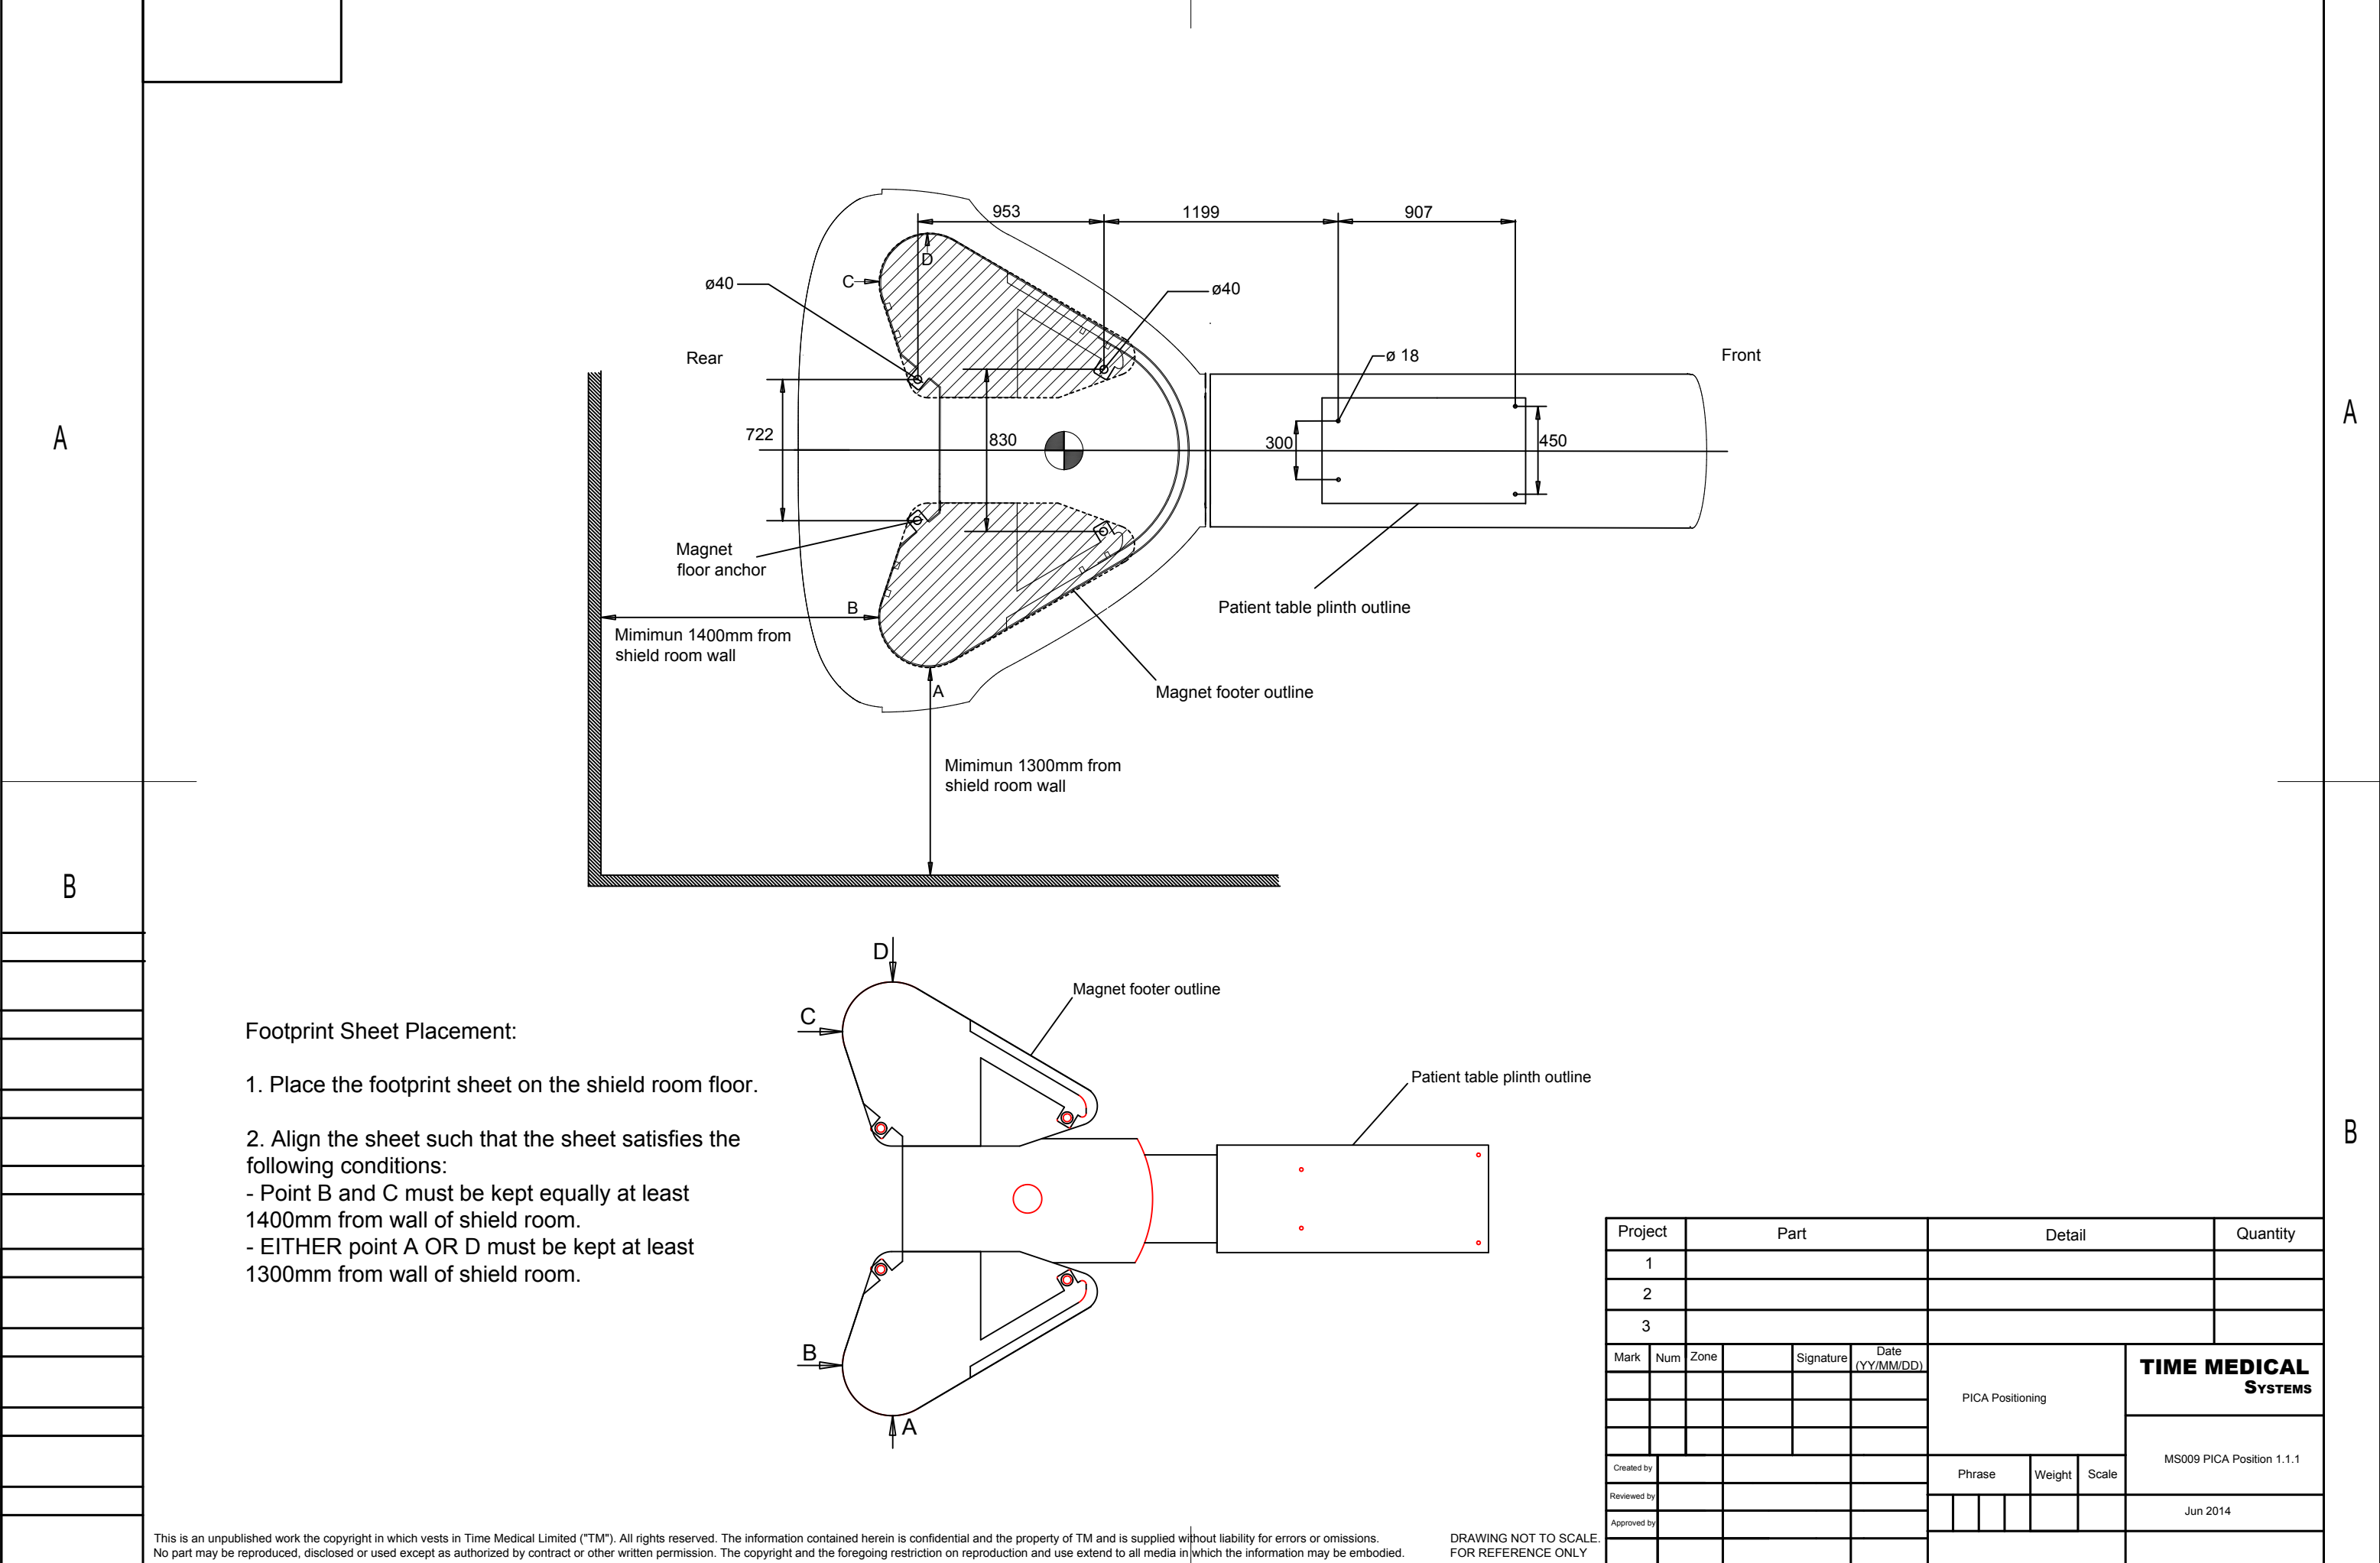 953
1199
907
D
C
ø40
ø40
Rear
ø 18
Front
A
A
722
830
300
450
Magnet
floor anchor
B
Patient table plinth outline
Mimimun 1400mm from
shield room wall
A
Magnet footer outline
Mimimun 1300mm from
shield room wall
B
D
Magnet footer outline
C
Footprint Sheet Placement:
Patient table plinth outline
1. Place the footprint sheet on the shield room floor.
B
2. Align the sheet such that the sheet satisfies the
following conditions:
- Point B and C must be kept equally at least
1400mm from wall of shield room.
- EITHER point A OR D must be kept at least
1300mm from wall of shield room.
B
A
Project Part Detail Quantity
1
2
3
Mark Num Zone Signature Date
(YY/MM/DD)
TIME MEDICAL
SYSTEMS
PICA Positioning
MS009 PICA Position 1.1.1
Created by
Phrase Weight Scale
Reviewed by
Jun 2014
Approved by
This is an unpublished work the copyright in which vests in Time Medical Limited ("TM"). All rights reserved. The information contained herein is confidential and the property of TM and is supplied without liability for errors or omissions.
No part may be reproduced, disclosed or used except as authorized by contract or other written permission. The copyright and the foregoing restriction on reproduction and use extend to all media in which the information may be embodied.
DRAWING NOT TO SCALE.
FOR REFERENCE ONLY